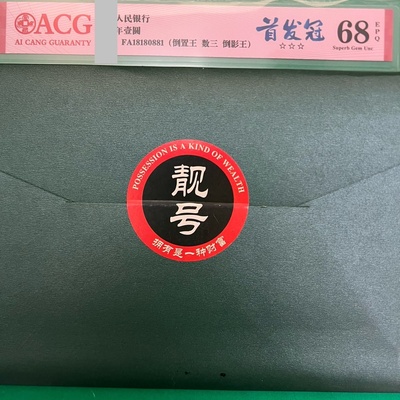 ACG
AI CANG GUARANTY
人民银行
年壹圆
FA18180881 (倒置王 数三 倒影王)
首发冠
☆☆☆
68
EPQ
Superb Gem Unc
POSSESSION IS A KIND OF WEALTH
靓号
拥有是一种财富